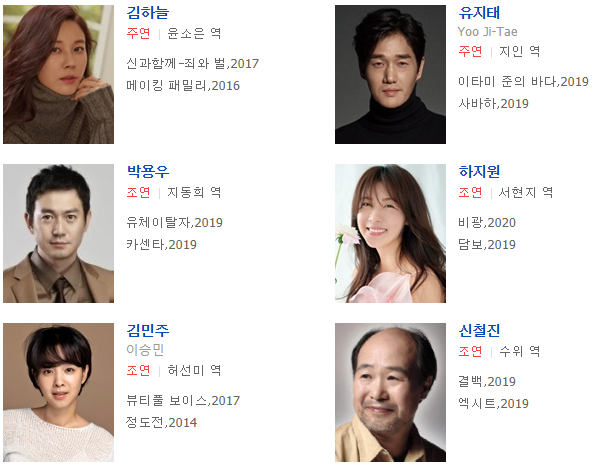 김하늘
주연 | 윤소은 역
신과함께-죄와 벌,2017
메이킹 패밀리,2016
유지태
Yoo Ji-Tae
주연 | 지인 역
이타미 준의 바다,2019
사바하,2019
박용우
조연 | 지동희 역
유체이탈자,2019
카센타,2019
하지원
조연 | 서현지 역
비광,2020
담보,2019
김민주
이승민
조연 | 허선미 역
뷰티풀 보이스,2017
정도전,2014
신철진
조연 | 수위 역
결백,2019
엑시트,2019